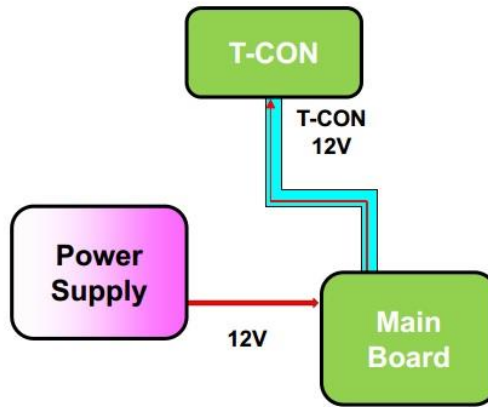 T-CON
T-CON
12V
Power
Supply
12V
Main
Board